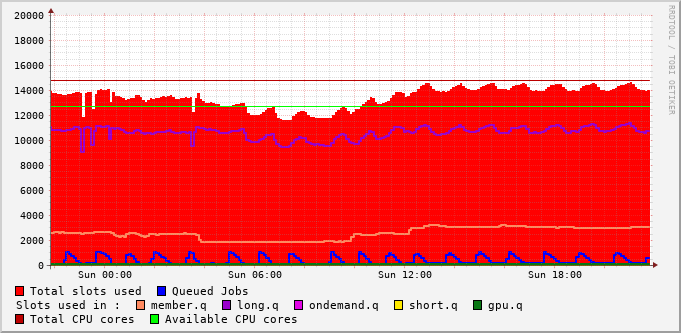 20000
18000
16000
14000
12000
10000
8000
6000
4000
2000
0
Sun 00:00 Sun 06:00 Sun 12:00 Sun 18:00
RRDTOOL / TOBI OETIKER
Total slots used Queued Jobs
Slots used in : member.q long.q ondemand.q short.q gpu.q
Total CPU cores Available CPU cores